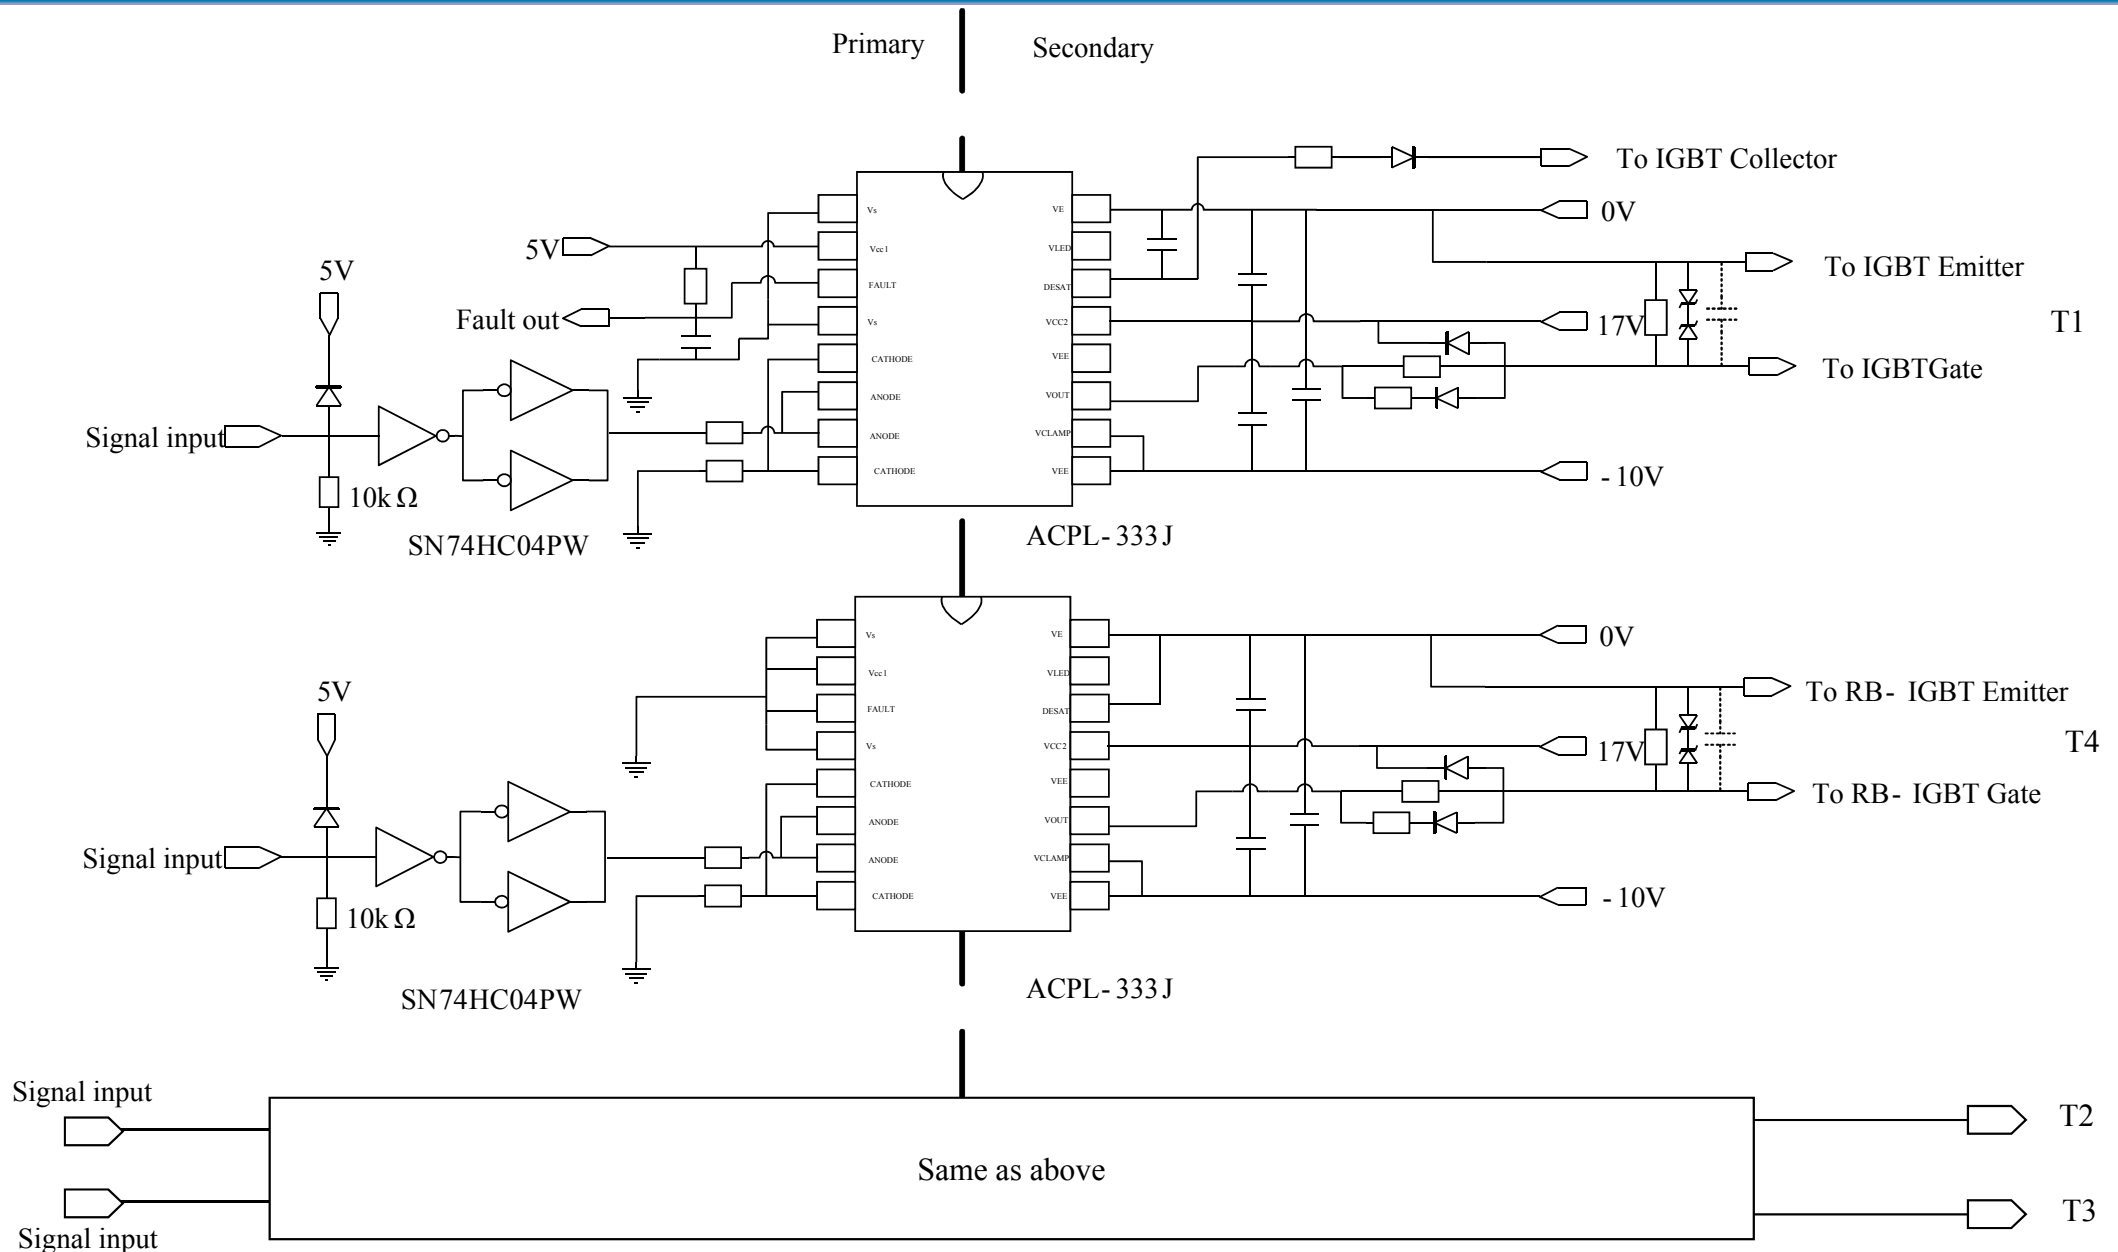 Primary
Secondary
To IGBT Collector
Vs
VE
0V
5V
Vcc1
VLED
5V
To IGBT Emitter
FAULT
DESAT
Fault out
Vs
VCC2
17V
T1
CATHODE
VEE
To IGBTGate
ANODE
VOUT
Signal input
ANODE
VCLAMP
CATHODE
VEE
- 10V
10k Ω
SN74HC04PW
ACPL- 333 J
Vs
VE
0V
5V
Vcc1
VLED
To RB- IGBT Emitter
FAULT
DESAT
Vs
VCC2
17V
T4
CATHODE
VEE
To RB- IGBT Gate
ANODE
VOUT
Signal input
ANODE
VCLAMP
CATHODE
VEE
- 10V
10k Ω
SN74HC04PW
ACPL- 333 J
Signal input
T2
Same as above
T3
Signal input